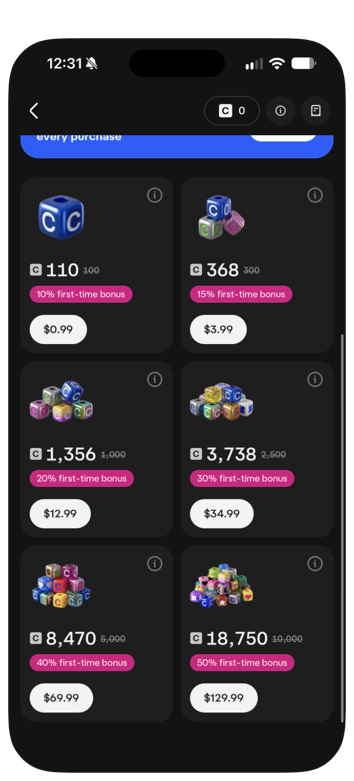 12:31
C 0
every purchase
C 110 100
10% first-time bonus
$0.99
C 368 300
15% first-time bonus
$3.99
C 1,356 1,000
20% first-time bonus
$12.99
C 3,738 2,500
30% first-time bonus
$34.99
C 8,470 5,000
40% first-time bonus
$69.99
C 18,750 10,000
50% first-time bonus
$129.99